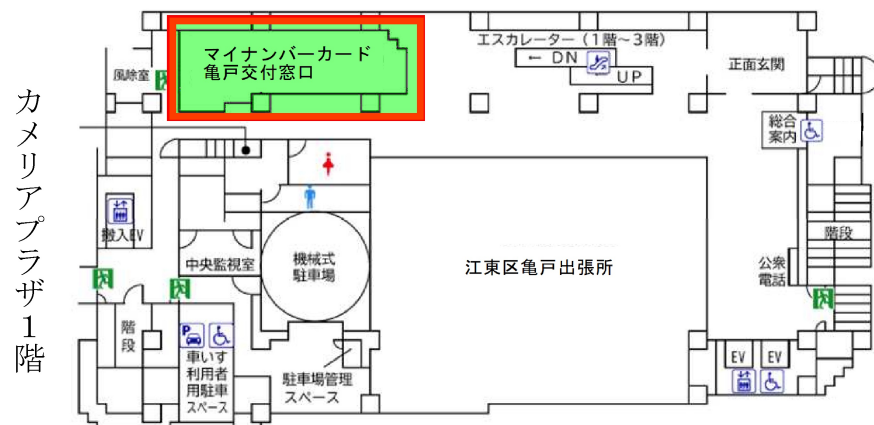 カメリアプラザ1階
マイナンバーカード
亀戸交付窓口
風除室
エスカレーター（1階～3階）
← DN
UP
正面玄関
総合
案内
搬入EV
中央監視室
機械式
駐車場
江東区亀戸出張所
階段
公衆
電話
階段
P
車いす
利用者
用駐車
スペース
駐車場管理
スペース
EV
EV